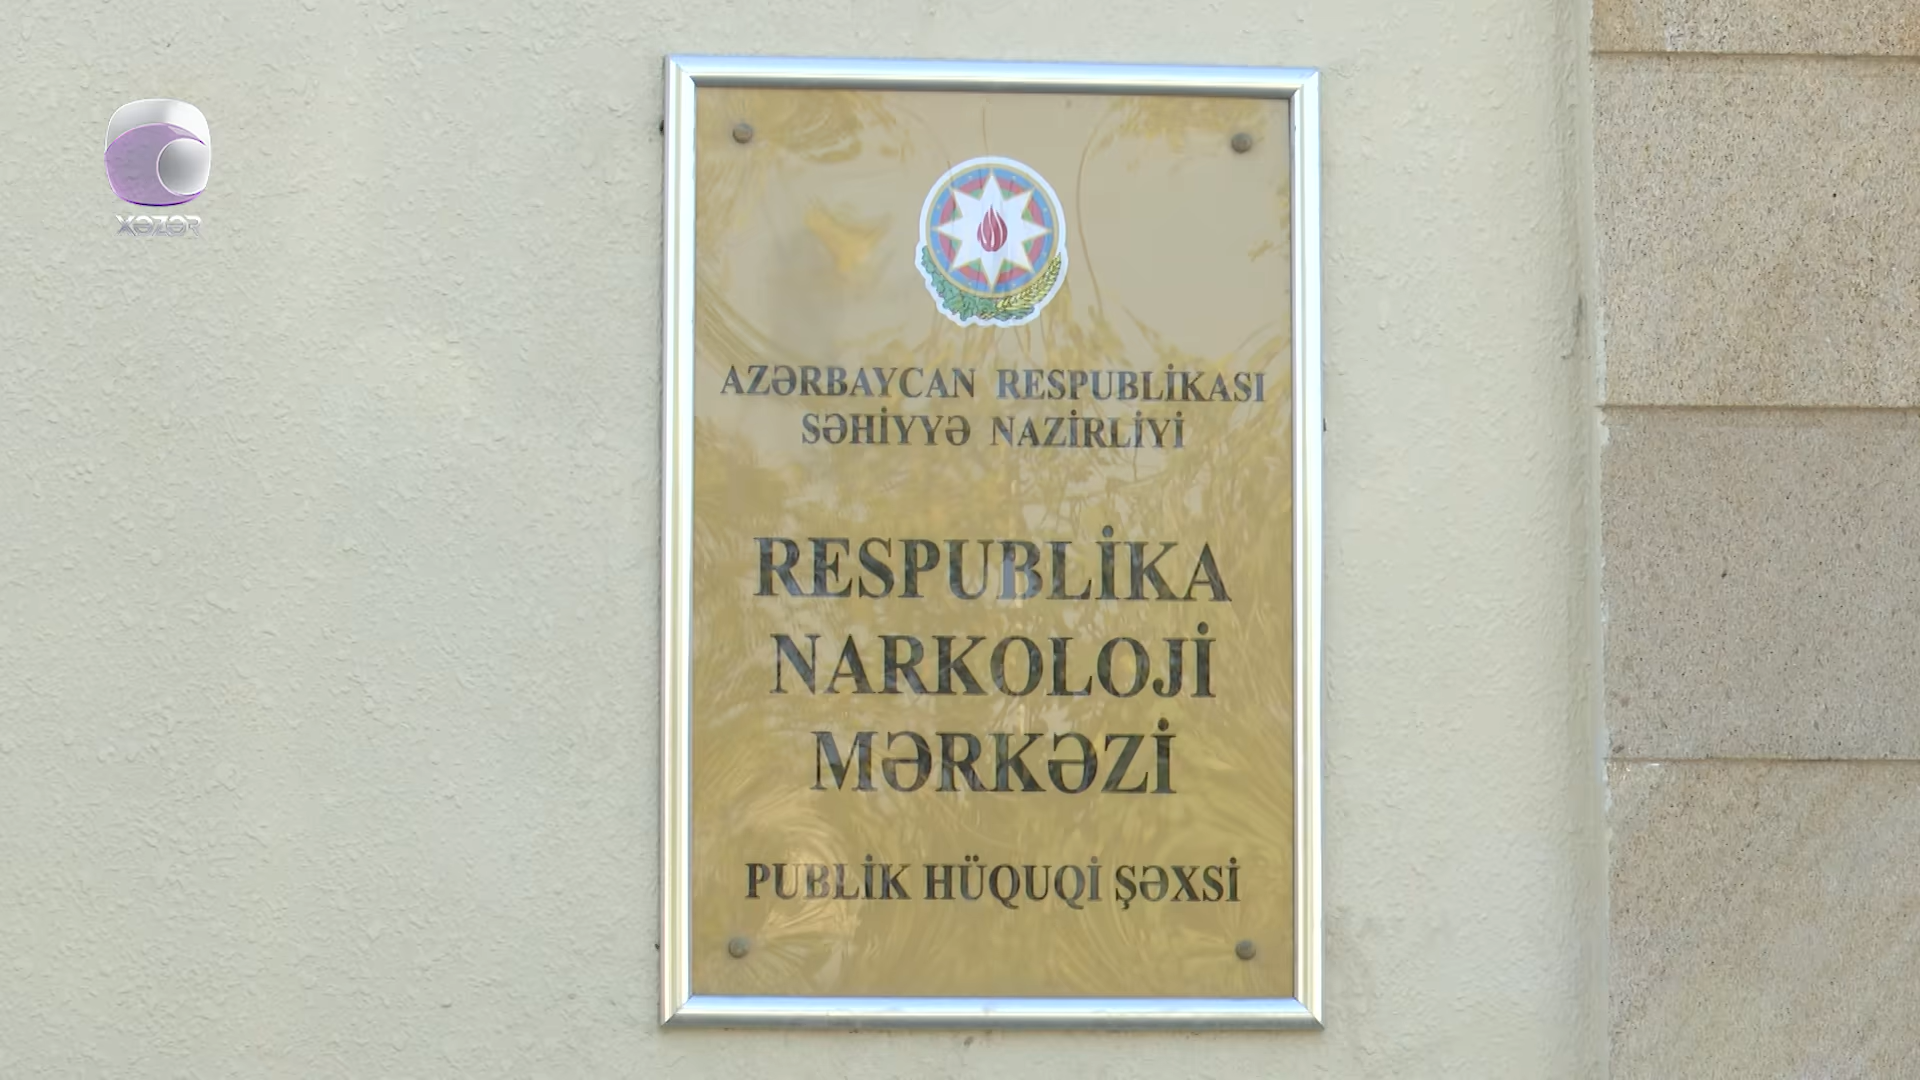 XƏZƏR
AZƏRBAYCAN RESPUBLİKASI
SƏHİYYƏ NAZİRLİYİ
RESPUBLİKA
NARKOLOJİ
MƏRKƏZİ
PUBLİK HÜQUQİ ŞƏXSİ